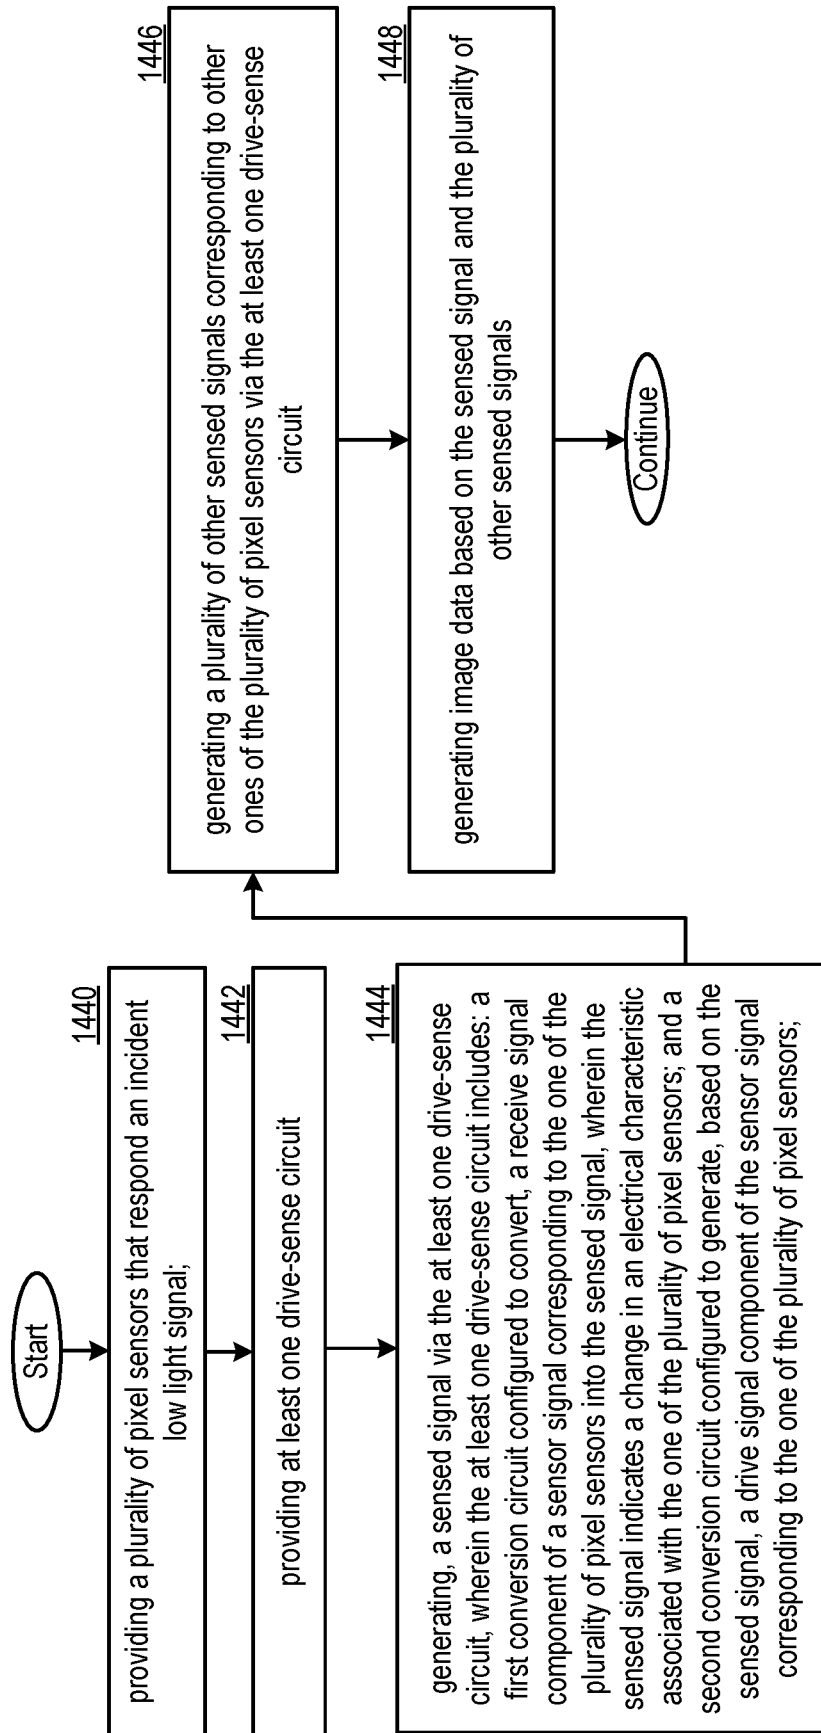 Start
1440
providing a plurality of pixel sensors that respond an incident
low light signal;
1442
providing at least one drive-sense circuit
1444
generating, a sensed signal via the at least one drive-sense
circuit, wherein the at least one drive-sense circuit includes: a
first conversion circuit configured to convert, a receive signal
component of a sensor signal corresponding to the one of the
plurality of pixel sensors into the sensed signal, wherein the
sensed signal indicates a change in an electrical characteristic
associated with the one of the plurality of pixel sensors; and a
second conversion circuit configured to generate, based on the
sensed signal, a drive signal component of the sensor signal
corresponding to the one of the plurality of pixel sensors;
1446
generating a plurality of other sensed signals corresponding to other
ones of the plurality of pixel sensors via the at least one drive-sense
circuit
1448
generating image data based on the sensed signal and the plurality of
other sensed signals
Continue